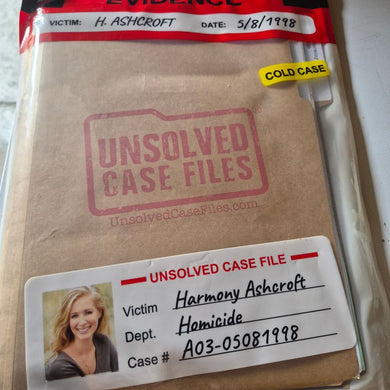 EVIDENCE
VICTIM: H. ASHCROFT DATE: 5/8/1998
COLD CASE
UNSOLVED
CASE FILES
UnsolvedCaseFiles.com
UNSOLVED CASE FILE
Victim Harmony Ashcroft
Dept. Homicide
Case # A03-05081998